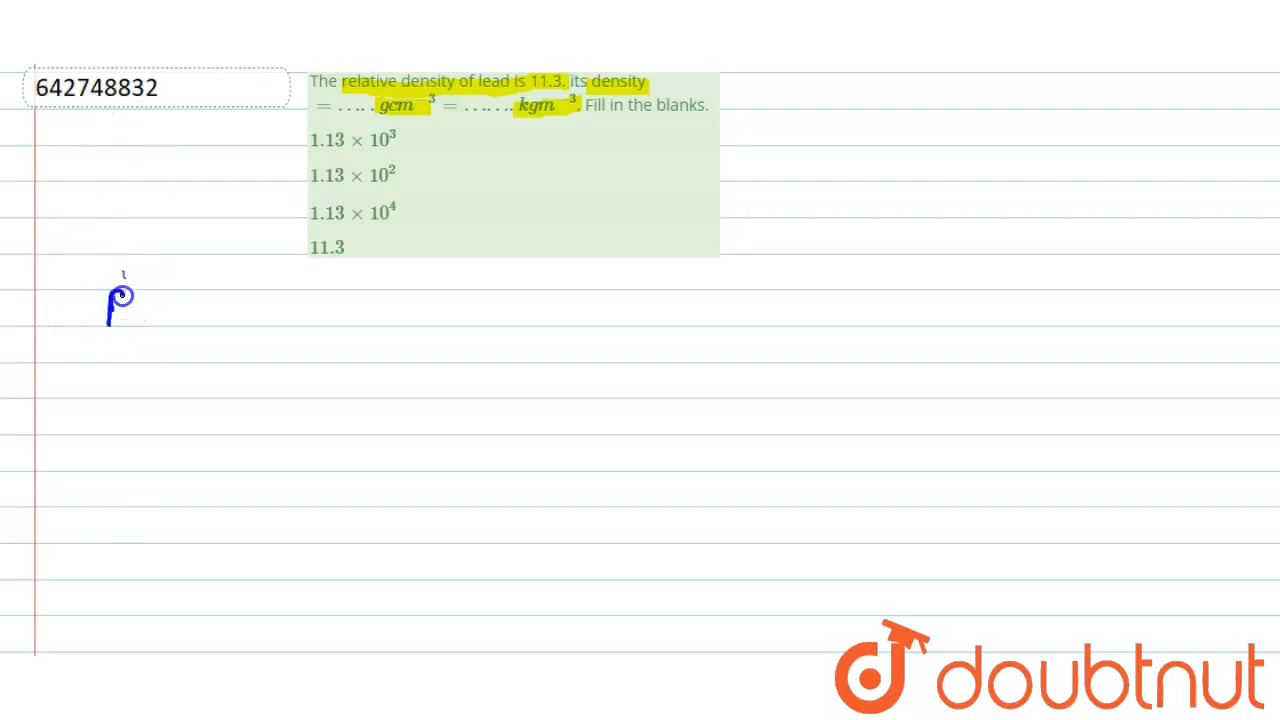 642748832
The relative density of lead is 11.3. its density
= ..... gcm ³ = ....... kgm ³. Fill in the blanks.
1.13 × 10³
1.13 × 10²
1.13 × 10⁴
11.3
doubtnut